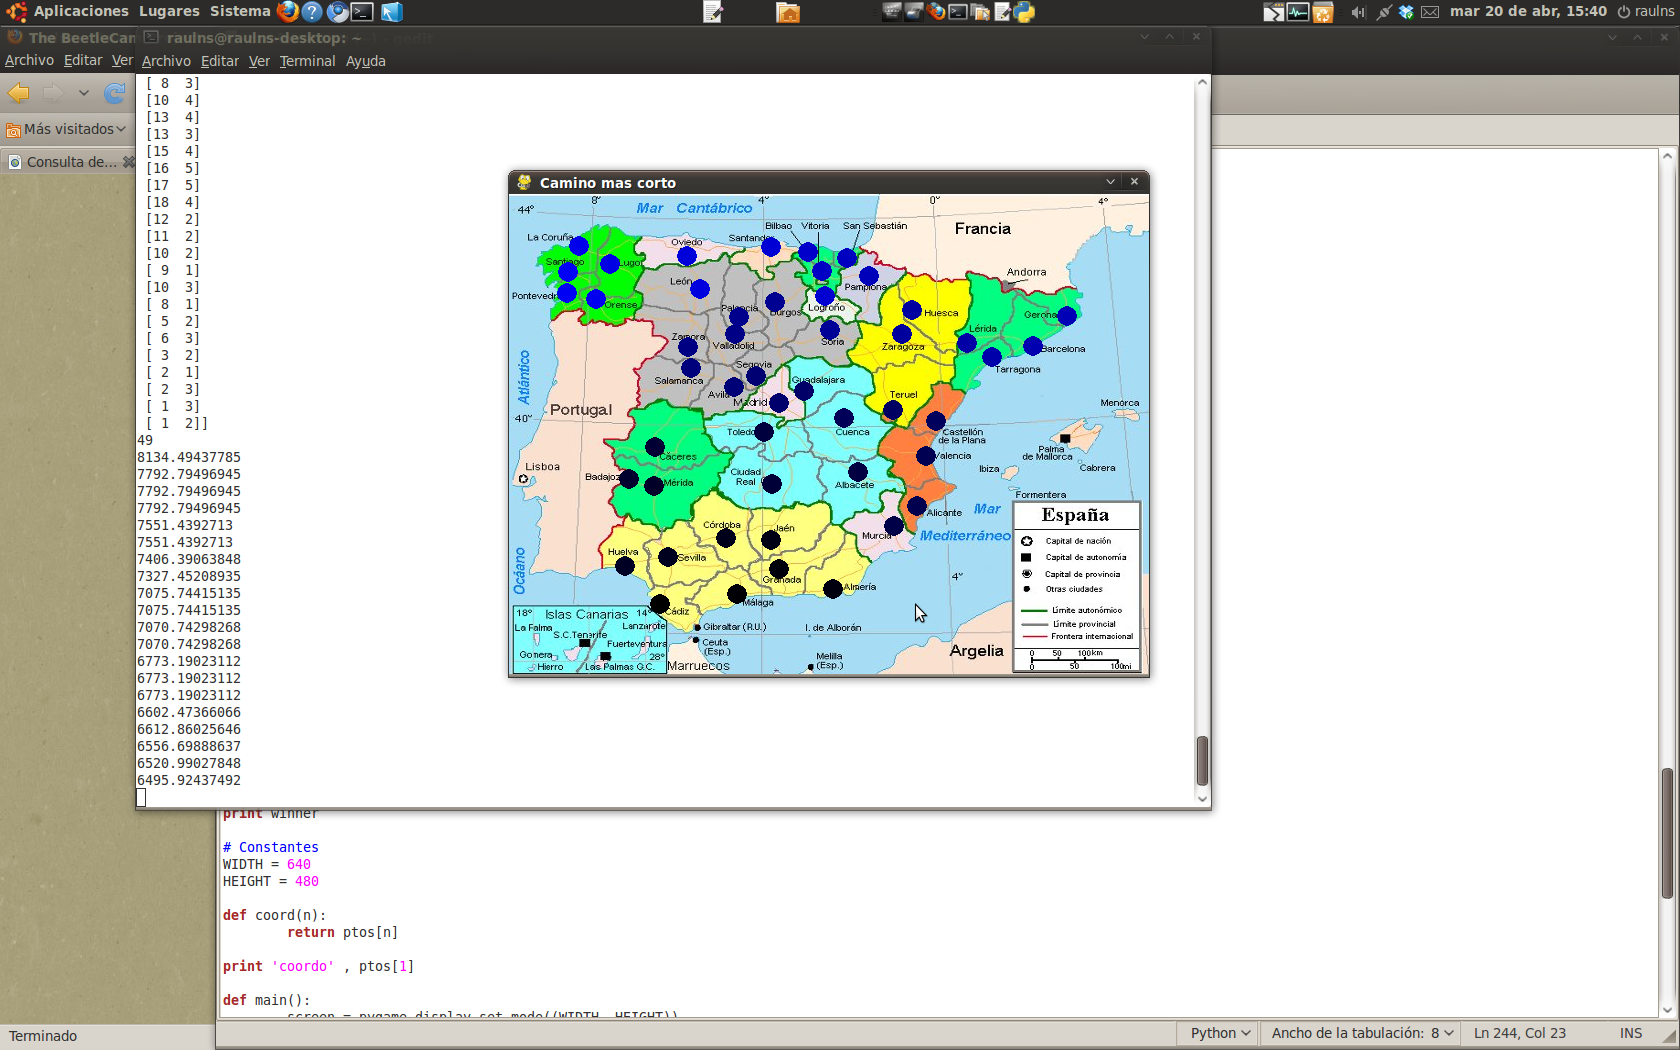 Aplicaciones Lugares Sistema
mar 20 de abr, 15:40 raulns
The BeetleCan
raulns@raulns-desktop: ~
Archivo Editar Ver
Archivo Editar Ver Terminal Ayuda
Más visitados
Consulta de...
[ 8 3]
[10 4]
[13 4]
[13 3]
[15 4]
[16 5]
[17 5]
[18 4]
[12 2]
[11 2]
[10 2]
[ 9 1]
[10 3]
[ 8 1]
[ 5 2]
[ 6 3]
[ 3 2]
[ 2 1]
[ 2 3]
[ 1 3]
[ 1 2]]
49
8134.49437785
7792.79496945
7792.79496945
7792.79496945
7551.4392713
7551.4392713
7406.39063848
7327.45208935
7075.74415135
7075.74415135
7070.74298268
7070.74298268
6773.19023112
6773.19023112
6773.19023112
6602.47366066
6612.86025646
6556.69888637
6520.99027848
6495.92437492
Camino mas corto
44° 8° 4° 0° 4°
Mar Cantábrico
Francia
La Coruña
Oviedo
Santander
Bilbao
Vitoria
San Sebastián
Santiago
Lugo
León
Pamplona
Andorra
Pontevedra
Orense
Palencia
Burgos
Logroño
Huesca
Lérida
Gerona
Zamora
Valladolid
Soria
Zaragoza
Barcelona
Tarragona
Salamanca
Segovia
Avila
Guadalajara
Madrid
Teruel
Menorca
Atlántico
40°
Portugal
Toledo
Cuenca
Castellón
de la Plana
Palma
de Mallorca
Cabrera
Cáceres
Valencia
Ibiza
Lisboa
Badajoz
Mérida
Ciudad
Real
Albacete
Formentera
Alicante
Mar
Mediterráneo
Córdoba
Jaén
Murcia
Huelva
Sevilla
Granada
Almería
4°
Océano
Cádiz
Málaga
Gibraltar (R.U.)
I. de Alborán
Ceuta
(Esp.)
Marruecos
Melilla
(Esp.)
Argelia
18° Islas Canarias 14°
La Palma
Lanzarote
S.C.Tenerife
Fuerteventura
Gomera
28°
Hierro
Las Palmas G.C.
España
Capital de nación
Capital de autonomía
Capital de provincia
Otras ciudades
Límite autonómico
Límite provincial
Frontera internacional
0 50 100km
0 50 100mi
print winner
# Constantes
WIDTH = 640
HEIGHT = 480
def coord(n):
return ptos[n]
print 'coordo' , ptos[1]
def main():
screen = pygame.display.set_mode((WIDTH, HEIGHT))
Terminado
Python Ancho de la tabulación: 8 Ln 244, Col 23 INS